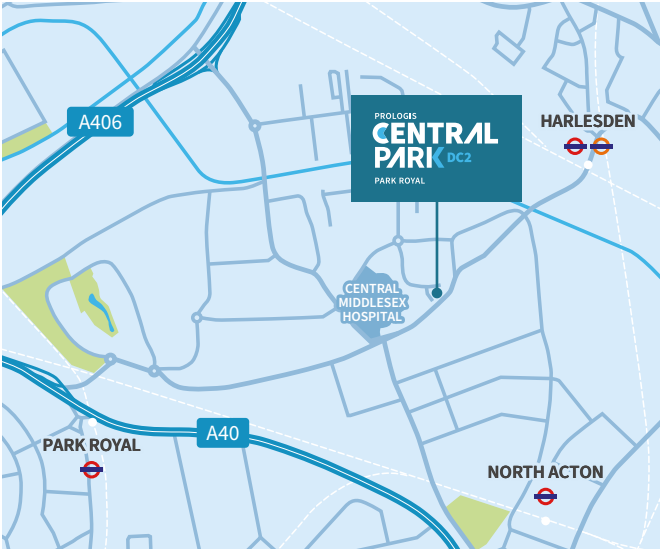 A406
PROLOGIS
CENTRAL
PARK DC2
PARK ROYAL
HARLESDEN
CENTRAL
MIDDLESEX
HOSPITAL
A40
PARK ROYAL
NORTH ACTON